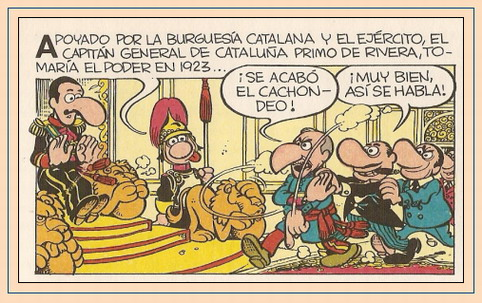 APOYADO POR LA BURGUESÍA CATALANA Y EL EJÉRCITO, EL
CAPITÁN GENERAL DE CATALUÑA PRIMO DE RIVERA, TO-
MARÍA EL PODER EN 1923...
¡SE ACABÓ
EL CACHON-
DEO!
¡MUY BIEN,
ASÍ SE HABLA!